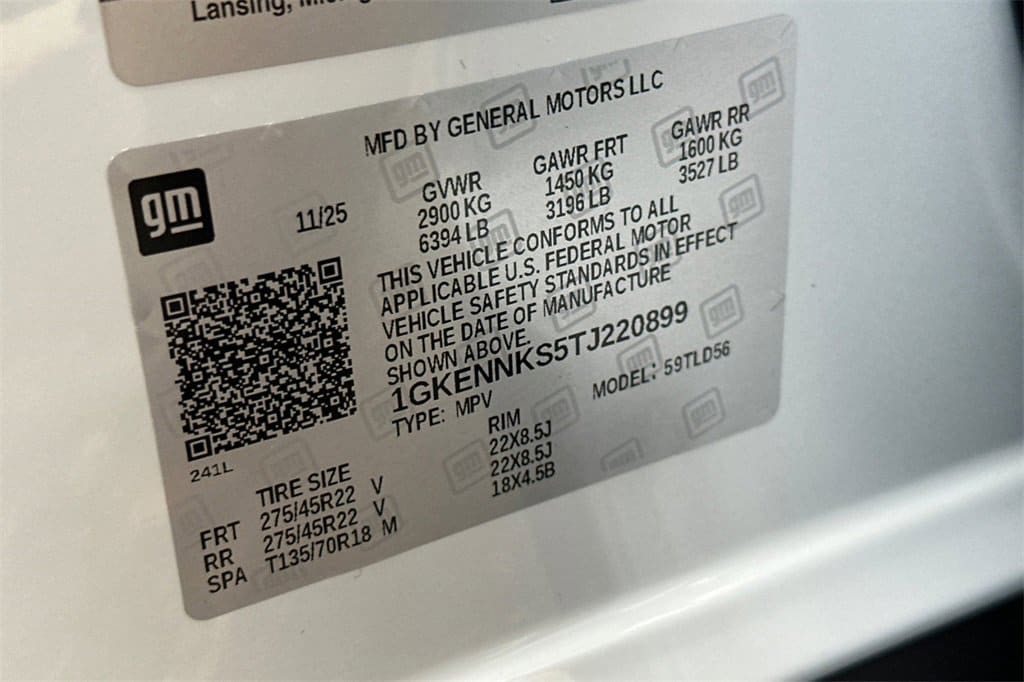 Lansing,
MFD BY GENERAL MOTORS LLC
gm
11/25
GVWR GAWR FRT GAWR RR
2900 KG 1450 KG 1600 KG
6394 LB 3196 LB 3527 LB
THIS VEHICLE CONFORMS TO ALL
APPLICABLE U.S. FEDERAL MOTOR
VEHICLE SAFETY STANDARDS IN EFFECT
ON THE DATE OF MANUFACTURE
SHOWN ABOVE.
1GKENNKS5TJ220899
TYPE: MPV MODEL: 59TLD56
241L
TIRE SIZE RIM
FRT 275/45R22 V 22X8.5J
RR 275/45R22 V 22X8.5J
SPA T135/70R18 M 18X4.5B